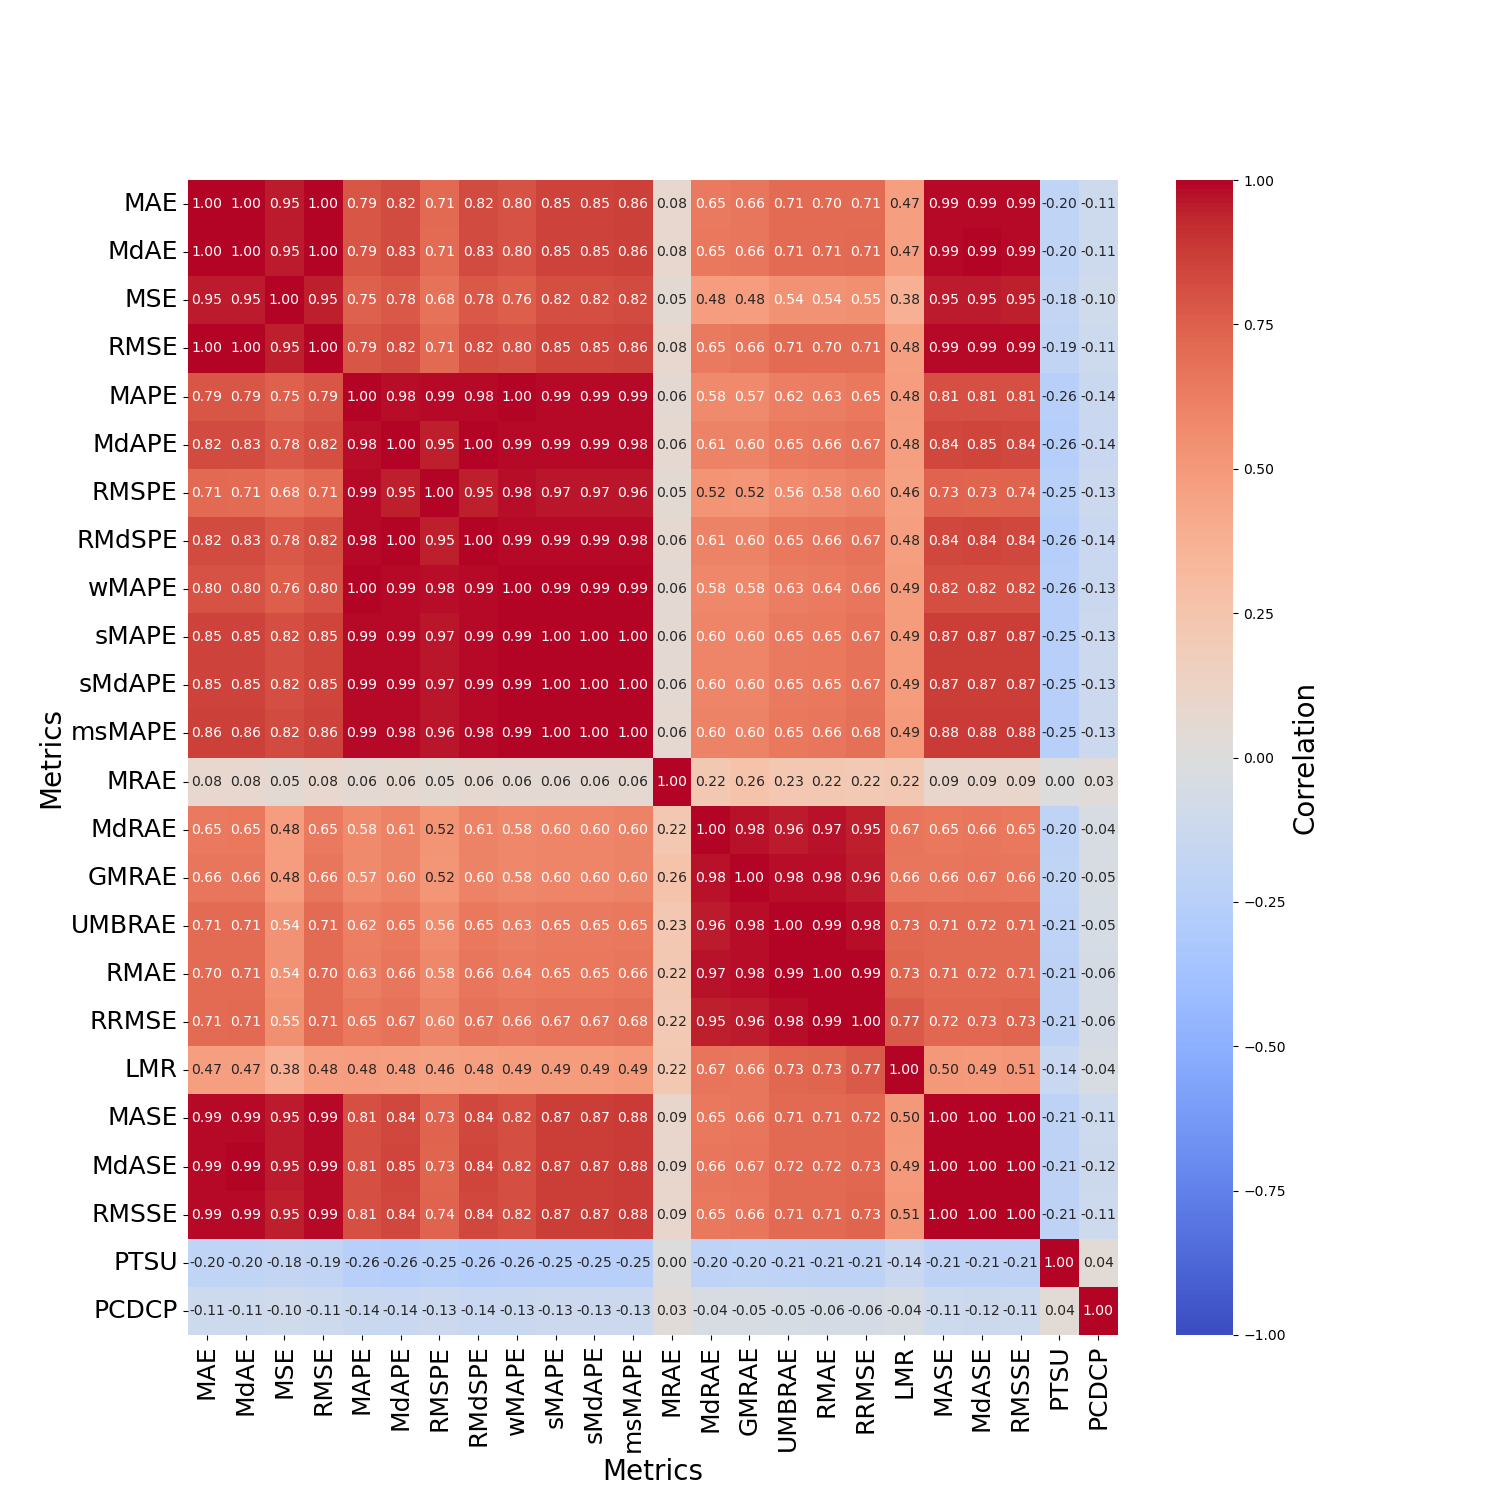 MAE 1.00 1.00 0.95 1.00 0.79 0.82 0.71 0.82 0.80 0.85 0.85 0.86 0.08 0.65 0.66 0.71 0.70 0.71 0.47 0.99 0.99 0.99 -0.20 -0.11
MdAE 1.00 1.00 0.95 1.00 0.79 0.83 0.71 0.83 0.80 0.85 0.85 0.86 0.08 0.65 0.66 0.71 0.71 0.71 0.47 0.99 0.99 0.99 -0.20 -0.11
MSE 0.95 0.95 1.00 0.95 0.75 0.78 0.68 0.78 0.76 0.82 0.82 0.82 0.05 0.48 0.48 0.54 0.54 0.55 0.38 0.95 0.95 0.95 -0.18 -0.10
RMSE 1.00 1.00 0.95 1.00 0.79 0.82 0.71 0.82 0.80 0.85 0.85 0.86 0.08 0.65 0.66 0.71 0.70 0.71 0.48 0.99 0.99 0.99 -0.19 -0.11
MAPE 0.79 0.79 0.75 0.79 1.00 0.98 0.99 0.98 1.00 0.99 0.99 0.99 0.06 0.58 0.57 0.62 0.63 0.65 0.48 0.81 0.81 0.81 -0.26 -0.14
MdAPE 0.82 0.83 0.78 0.82 0.98 1.00 0.95 1.00 0.99 0.99 0.99 0.98 0.06 0.61 0.60 0.65 0.66 0.67 0.48 0.84 0.85 0.84 -0.26 -0.14
RMSPE 0.71 0.71 0.68 0.71 0.99 0.95 1.00 0.95 0.98 0.97 0.97 0.96 0.05 0.52 0.52 0.56 0.58 0.60 0.46 0.73 0.73 0.74 -0.25 -0.13
RMdSPE 0.82 0.83 0.78 0.82 0.98 1.00 0.95 1.00 0.99 0.99 0.99 0.98 0.06 0.61 0.60 0.65 0.66 0.67 0.48 0.84 0.84 0.84 -0.26 -0.14
wMAPE 0.80 0.80 0.76 0.80 1.00 0.99 0.98 0.99 1.00 0.99 0.99 0.99 0.06 0.58 0.58 0.63 0.64 0.66 0.49 0.82 0.82 0.82 -0.26 -0.13
sMAPE 0.85 0.85 0.82 0.85 0.99 0.99 0.97 0.99 0.99 1.00 1.00 1.00 0.06 0.60 0.60 0.65 0.65 0.67 0.49 0.87 0.87 0.87 -0.25 -0.13
sMdAPE 0.85 0.85 0.82 0.85 0.99 0.99 0.97 0.99 0.99 1.00 1.00 1.00 0.06 0.60 0.60 0.65 0.65 0.67 0.49 0.87 0.87 0.87 -0.25 -0.13
msMAPE 0.86 0.86 0.82 0.86 0.99 0.98 0.96 0.98 0.99 1.00 1.00 1.00 0.06 0.60 0.60 0.65 0.66 0.68 0.49 0.88 0.88 0.88 -0.25 -0.13
MRAE 0.08 0.08 0.05 0.08 0.06 0.06 0.05 0.06 0.06 0.06 0.06 0.06 1.00 0.22 0.26 0.23 0.22 0.22 0.22 0.09 0.09 0.09 0.00 0.03
MdRAE 0.65 0.65 0.48 0.65 0.58 0.61 0.52 0.61 0.58 0.60 0.60 0.60 0.22 1.00 0.98 0.96 0.97 0.95 0.67 0.65 0.66 0.65 -0.20 -0.04
GMRAE 0.66 0.66 0.48 0.66 0.57 0.60 0.52 0.60 0.58 0.60 0.60 0.60 0.26 0.98 1.00 0.98 0.98 0.96 0.66 0.66 0.67 0.66 -0.20 -0.05
UMBRAE 0.71 0.71 0.54 0.71 0.62 0.65 0.56 0.65 0.63 0.65 0.65 0.65 0.23 0.96 0.98 1.00 0.99 0.98 0.73 0.71 0.72 0.71 -0.21 -0.05
RMAE 0.70 0.71 0.54 0.70 0.63 0.66 0.58 0.66 0.64 0.65 0.65 0.66 0.22 0.97 0.98 0.99 1.00 0.99 0.73 0.71 0.72 0.71 -0.21 -0.06
RRMSE 0.71 0.71 0.55 0.71 0.65 0.67 0.60 0.67 0.66 0.67 0.67 0.68 0.22 0.95 0.96 0.98 0.99 1.00 0.77 0.72 0.73 0.73 -0.21 -0.06
LMR 0.47 0.47 0.38 0.48 0.48 0.48 0.46 0.48 0.49 0.49 0.49 0.49 0.22 0.67 0.66 0.73 0.73 0.77 1.00 0.50 0.49 0.51 -0.14 -0.04
MASE 0.99 0.99 0.95 0.99 0.81 0.84 0.73 0.84 0.82 0.87 0.87 0.88 0.09 0.65 0.66 0.71 0.71 0.72 0.50 1.00 1.00 1.00 -0.21 -0.11
MdASE 0.99 0.99 0.95 0.99 0.81 0.85 0.73 0.84 0.82 0.87 0.87 0.88 0.09 0.66 0.67 0.72 0.72 0.73 0.49 1.00 1.00 1.00 -0.21 -0.12
RMSSE 0.99 0.99 0.95 0.99 0.81 0.84 0.74 0.84 0.82 0.87 0.87 0.88 0.09 0.65 0.66 0.71 0.71 0.73 0.51 1.00 1.00 1.00 -0.21 -0.11
PTSU -0.20 -0.20 -0.18 -0.19 -0.26 -0.26 -0.25 -0.26 -0.26 -0.25 -0.25 -0.25 0.00 -0.20 -0.20 -0.21 -0.21 -0.21 -0.14 -0.21 -0.21 -0.21 1.00 0.04
PCDCP -0.11 -0.11 -0.10 -0.11 -0.14 -0.14 -0.13 -0.14 -0.13 -0.13 -0.13 -0.13 0.03 -0.04 -0.05 -0.05 -0.06 -0.06 -0.04 -0.11 -0.12 -0.11 0.04 1.00
MAE MdAE MSE RMSE MAPE MdAPE RMSPE RMdSPE wMAPE sMAPE sMdAPE msMAPE MRAE MdRAE GMRAE UMBRAE RMAE RRMSE LMR MASE MdASE RMSSE PTSU PCDCP
Metrics
Metrics
1.00
0.75
0.50
0.25
0.00
−0.25
−0.50
−0.75
−1.00
Correlation